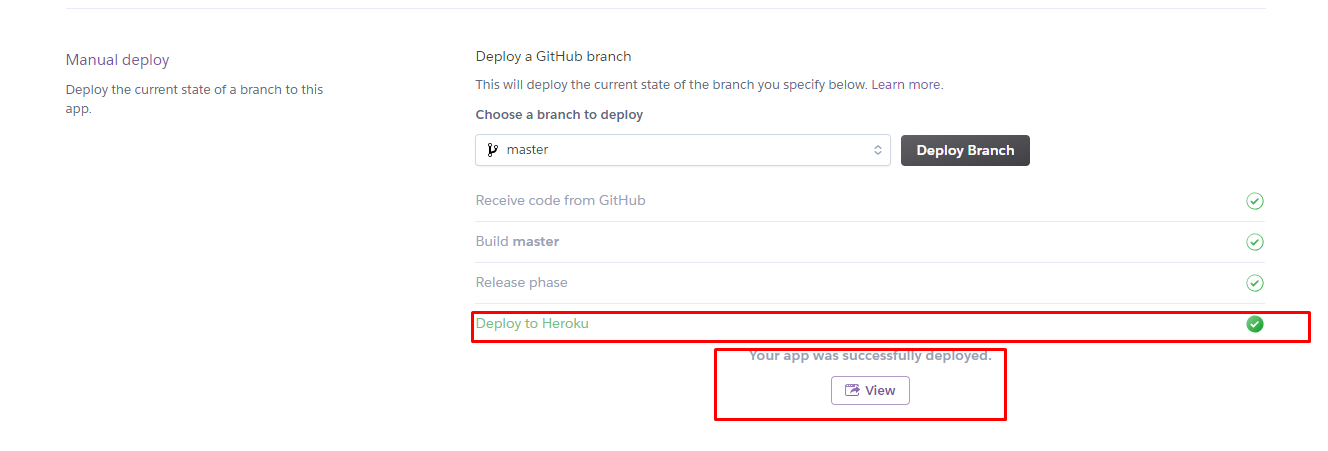 Manual deploy
Deploy the current state of a branch to this
app.
Deploy a GitHub branch
This will deploy the current state of the branch you specify below. Learn more.
Choose a branch to deploy
master
Deploy Branch
Receive code from GitHub
Build master
Release phase
Deploy to Heroku
Your app was successfully deployed.
View